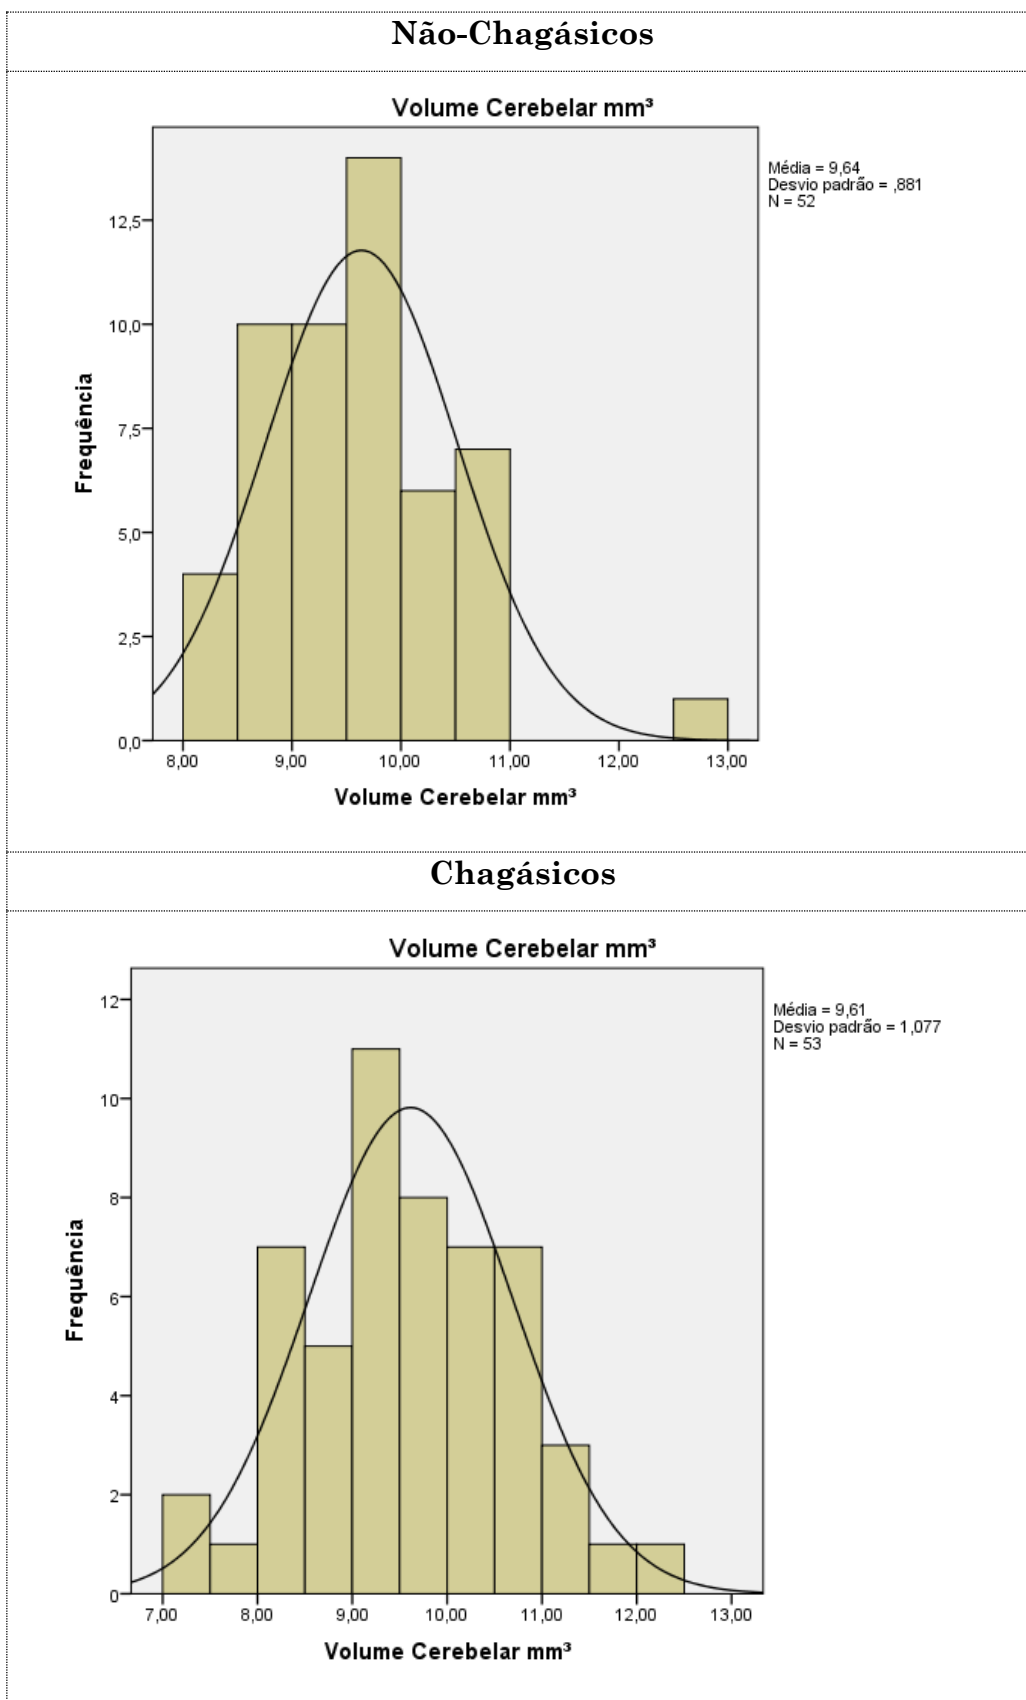 Não-Chagásicos
Volume Cerebelar mm³
Média = 9,64
Desvio padrão = ,881
N = 52
Frequência
12,5
10,0
7,5
5,0
2,5
0,0
8,00 9,00 10,00 11,00 12,00 13,00
Volume Cerebelar mm³
Chagásicos
Volume Cerebelar mm³
Média = 9,61
Desvio padrão = 1,077
N = 53
Frequência
12
10
8
6
4
2
0
7,00 8,00 9,00 10,00 11,00 12,00 13,00
Volume Cerebelar mm³